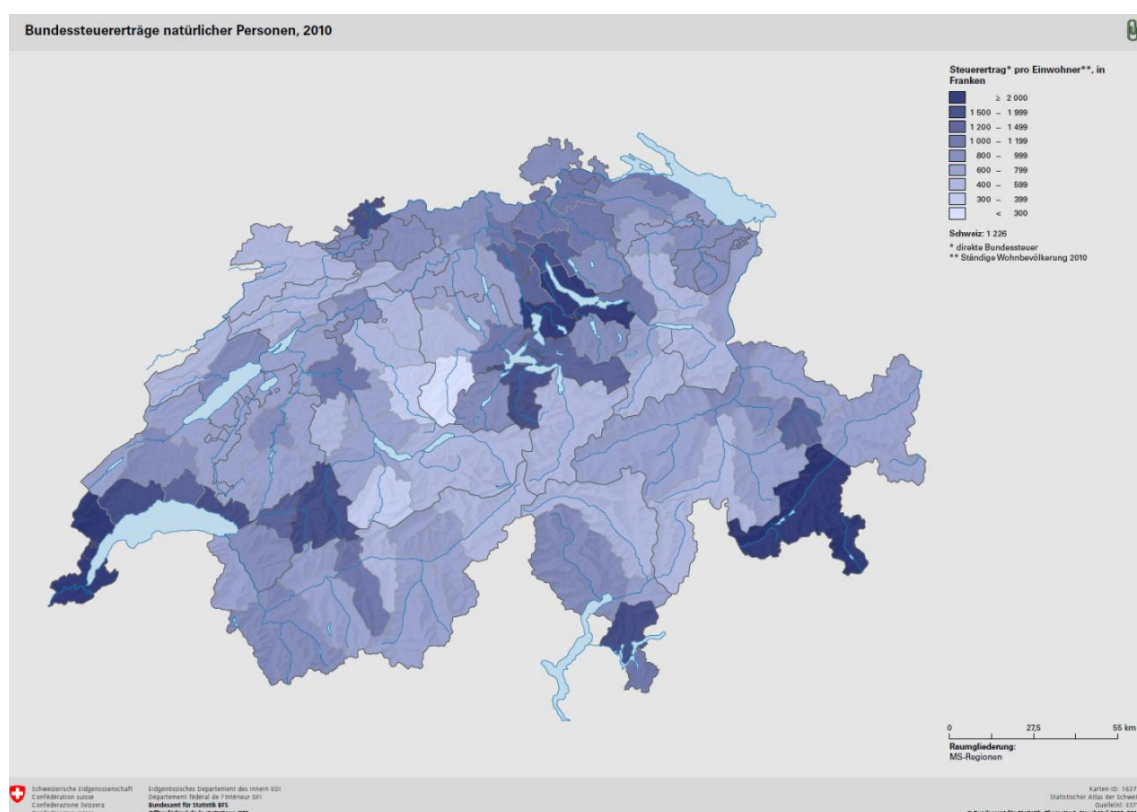 Bundessteuererträge natürlicher Personen, 2010
Steuerertrag* pro Einwohner**, in
Franken
≥ 2 000
1 500 – 1 999
1 200 – 1 499
1 000 – 1 199
800 – 999
600 – 799
400 – 599
300 – 399
< 300
Schweiz: 1 226
* direkte Bundessteuer
** Ständige Wohnbevölkerung 2010
0 27,5 55 km
Raumgliederung:
MS-Regionen
Schweizerische Eidgenossenschaft
Confédération suisse
Confederazione Svizzera
Eidgenössisches Departement des Innern EDI
Département fédéral de l'intérieur DFI
Bundesamt für Statistik BFS
Statistischer Atlas der Schweiz